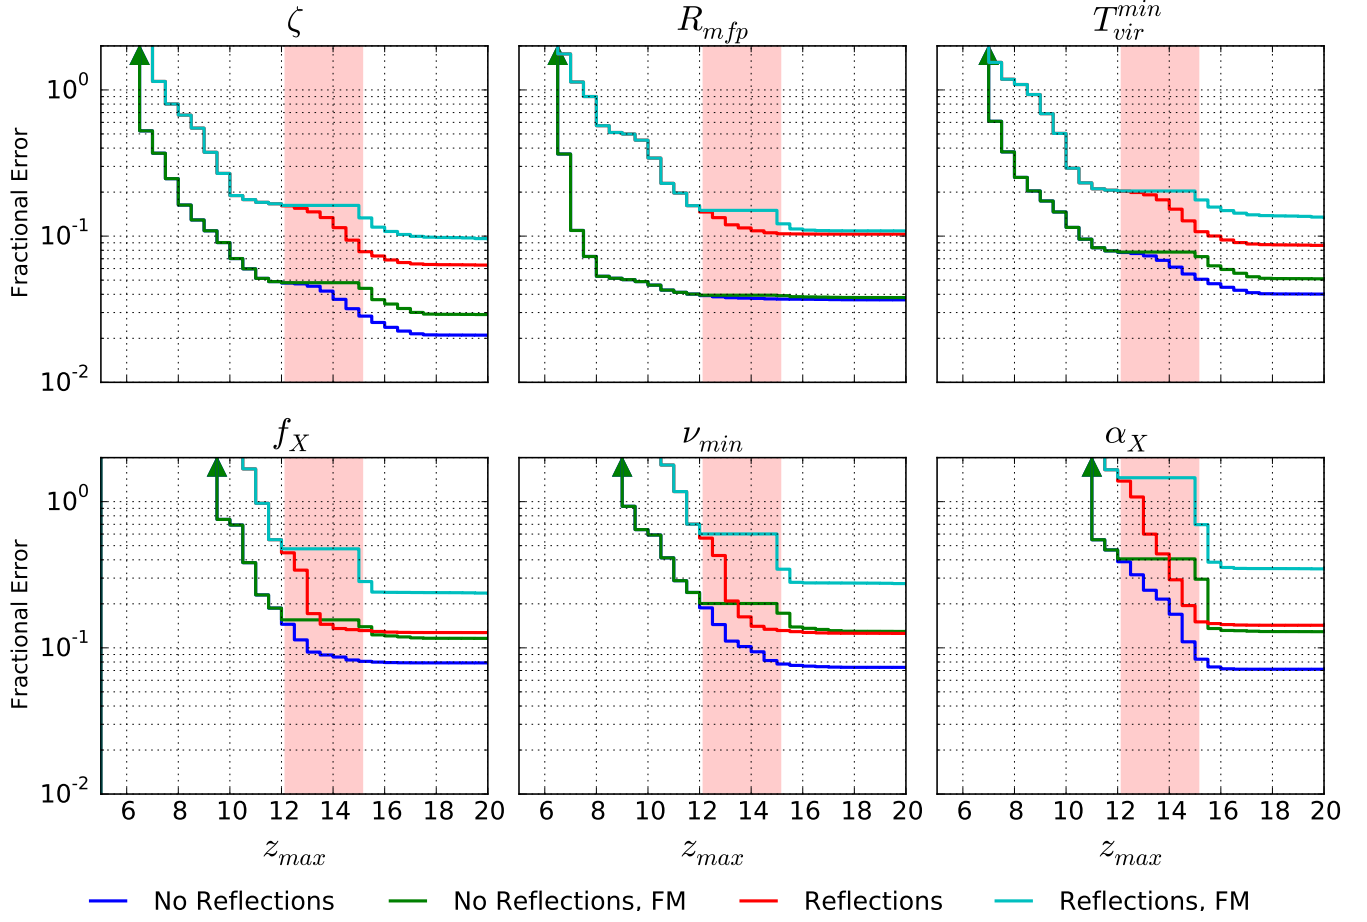 ζ R_{mfp} T_{vir}^{min}
Fractional Error
10^0
10^{-1}
10^{-2}
f_X ν_{min} α_X
Fractional Error
10^0
10^{-1}
10^{-2}
6 8 10 12 14 16 18 20 6 8 10 12 14 16 18 20 6 8 10 12 14 16 18 20
z_{max} z_{max} z_{max}
No Reflections No Reflections, FM Reflections Reflections, FM